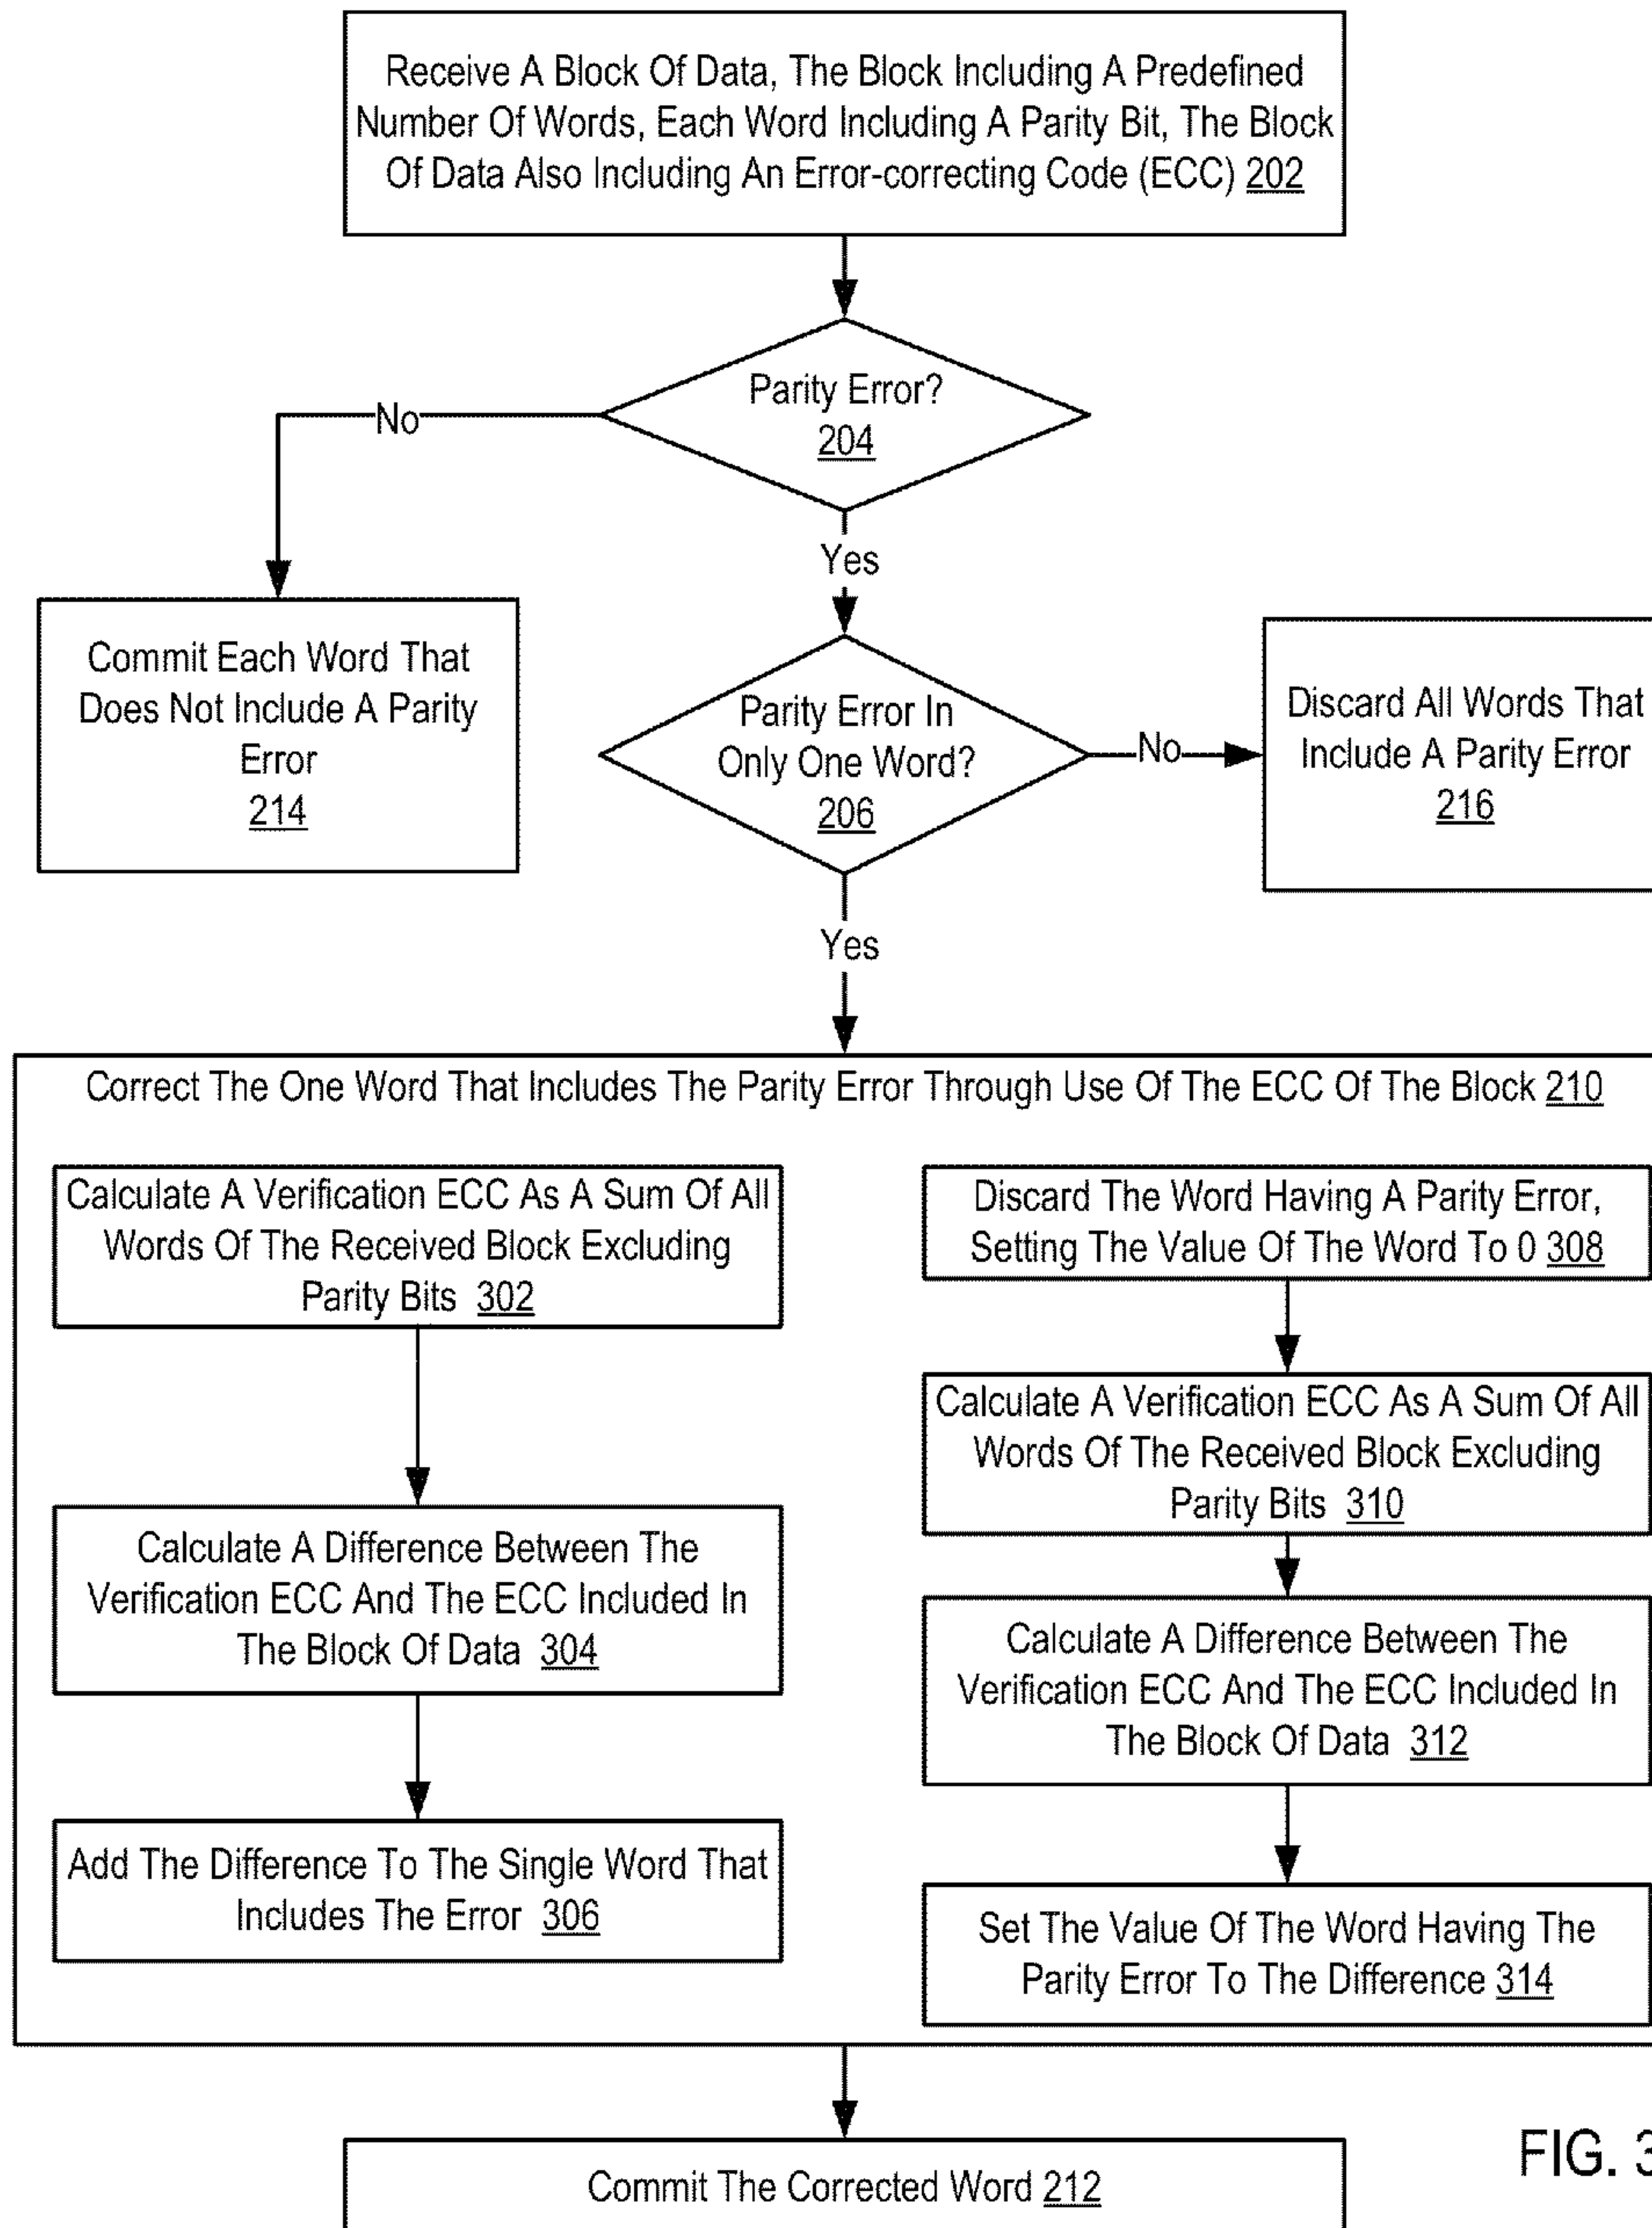 Receive A Block Of Data, The Block Including A Predefined
Number Of Words, Each Word Including A Parity Bit, The Block
Of Data Also Including An Error-correcting Code (ECC) 202
Parity Error?
204
No
Yes
Commit Each Word That
Does Not Include A Parity
Error
214
Parity Error In
Only One Word?
206
No
Discard All Words That
Include A Parity Error
216
Yes
Correct The One Word That Includes The Parity Error Through Use Of The ECC Of The Block 210
Calculate A Verification ECC As A Sum Of All
Words Of The Received Block Excluding
Parity Bits 302
Calculate A Difference Between The
Verification ECC And The ECC Included In
The Block Of Data 304
Add The Difference To The Single Word That
Includes The Error 306
Discard The Word Having A Parity Error,
Setting The Value Of The Word To 0 308
Calculate A Verification ECC As A Sum Of All
Words Of The Received Block Excluding
Parity Bits 310
Calculate A Difference Between The
Verification ECC And The ECC Included In
The Block Of Data 312
Set The Value Of The Word Having The
Parity Error To The Difference 314
Commit The Corrected Word 212
FIG. 3